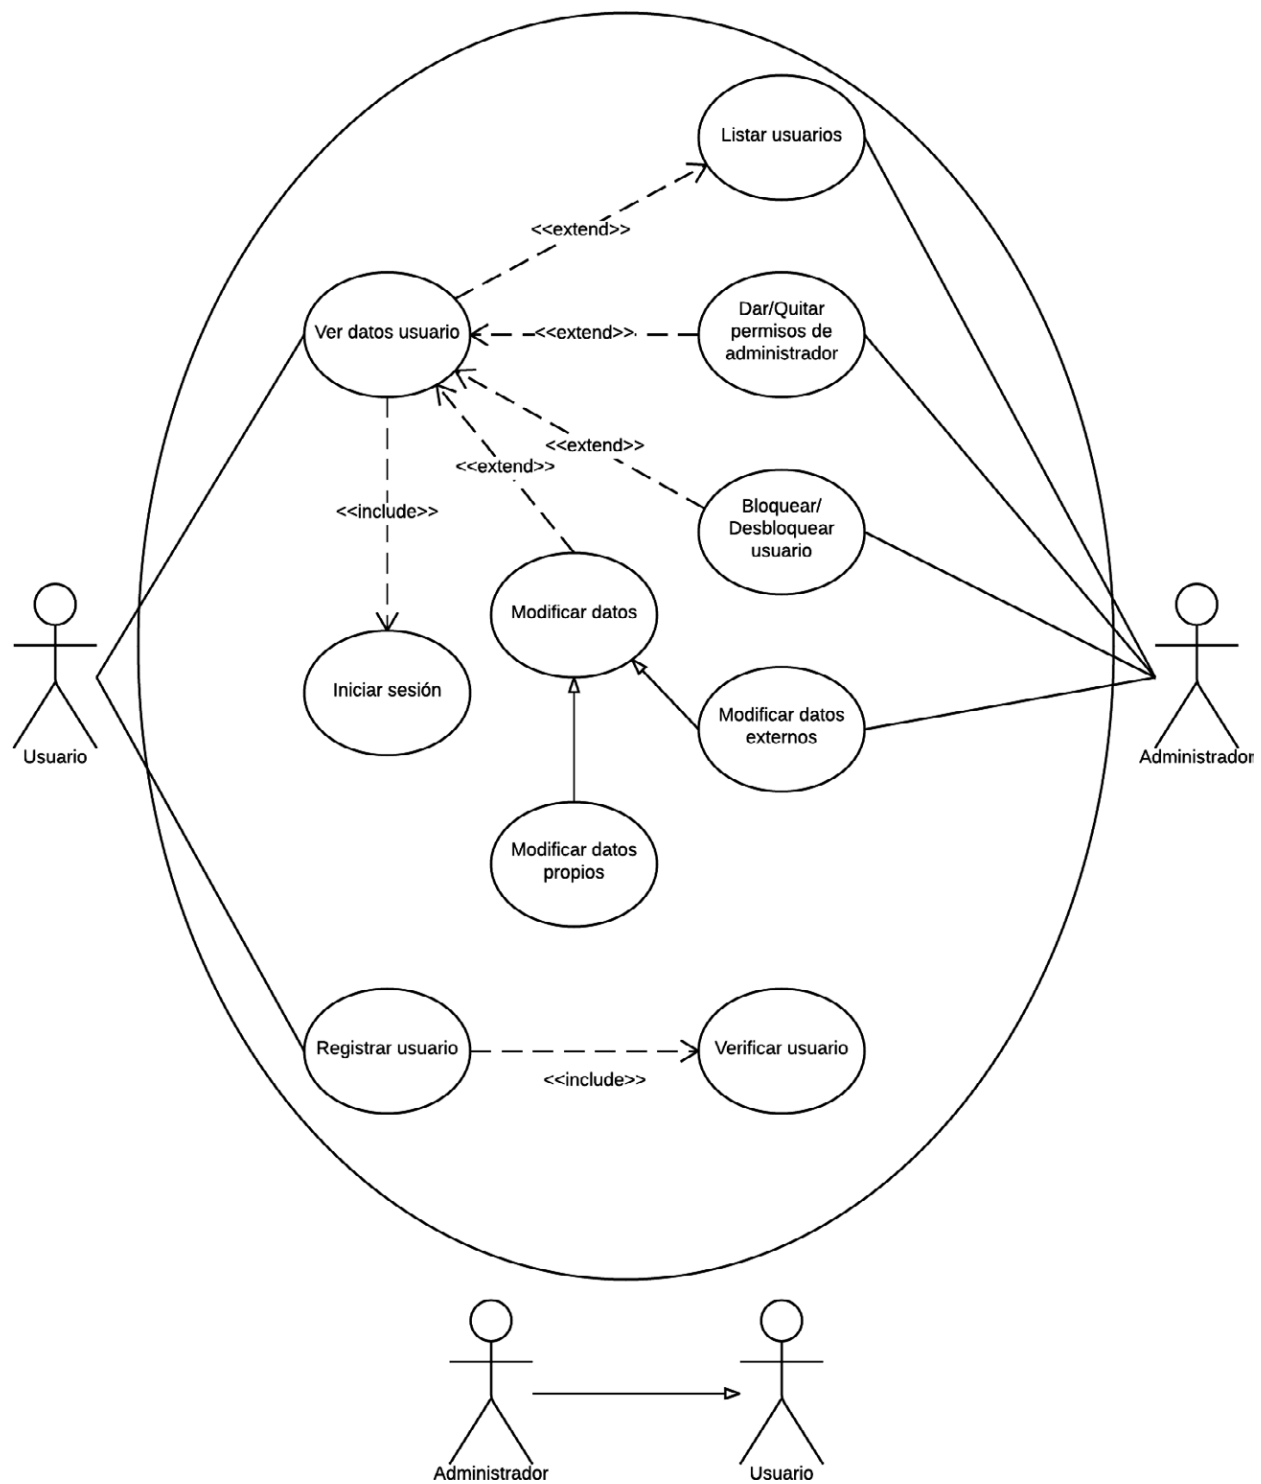 Listar usuarios
<<extend>>
Dar/Quitar
permisos de
administrador
Ver datos usuario
<<extend>>
<<extend>>
<<extend>>
Bloquear/
Desbloquear
usuario
<<include>>
Modificar datos
Iniciar sesión
Modificar datos
externos
Usuario
Administrador
Modificar datos
propios
Registrar usuario
Verificar usuario
<<include>>
Administrador
Usuario